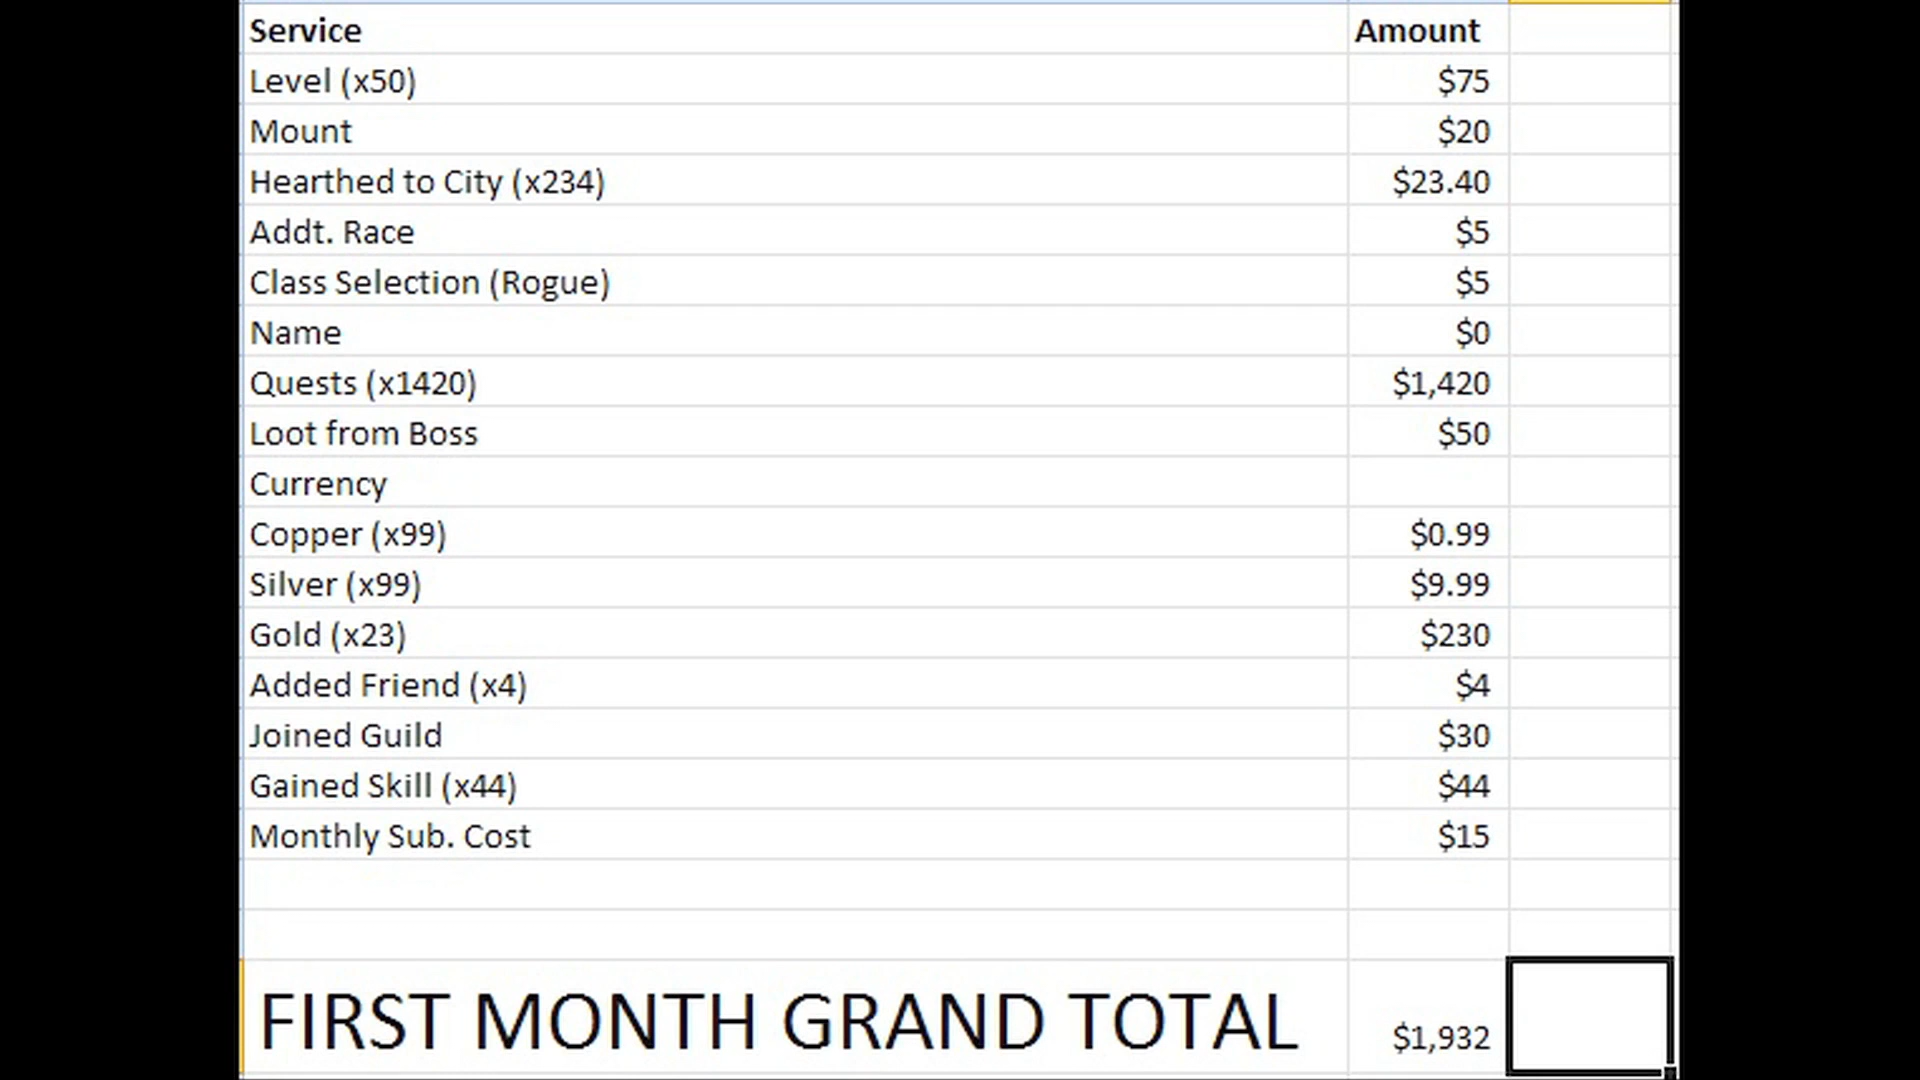 Service Amount
Level (x50) $75
Mount $20
Hearthed to City (x234) $23.40
Addt. Race $5
Class Selection (Rogue) $5
Name $0
Quests (x1420) $1,420
Loot from Boss $50
Currency
Copper (x99) $0.99
Silver (x99) $9.99
Gold (x23) $230
Added Friend (x4) $4
Joined Guild $30
Gained Skill (x44) $44
Monthly Sub. Cost $15
FIRST MONTH GRAND TOTAL $1,932